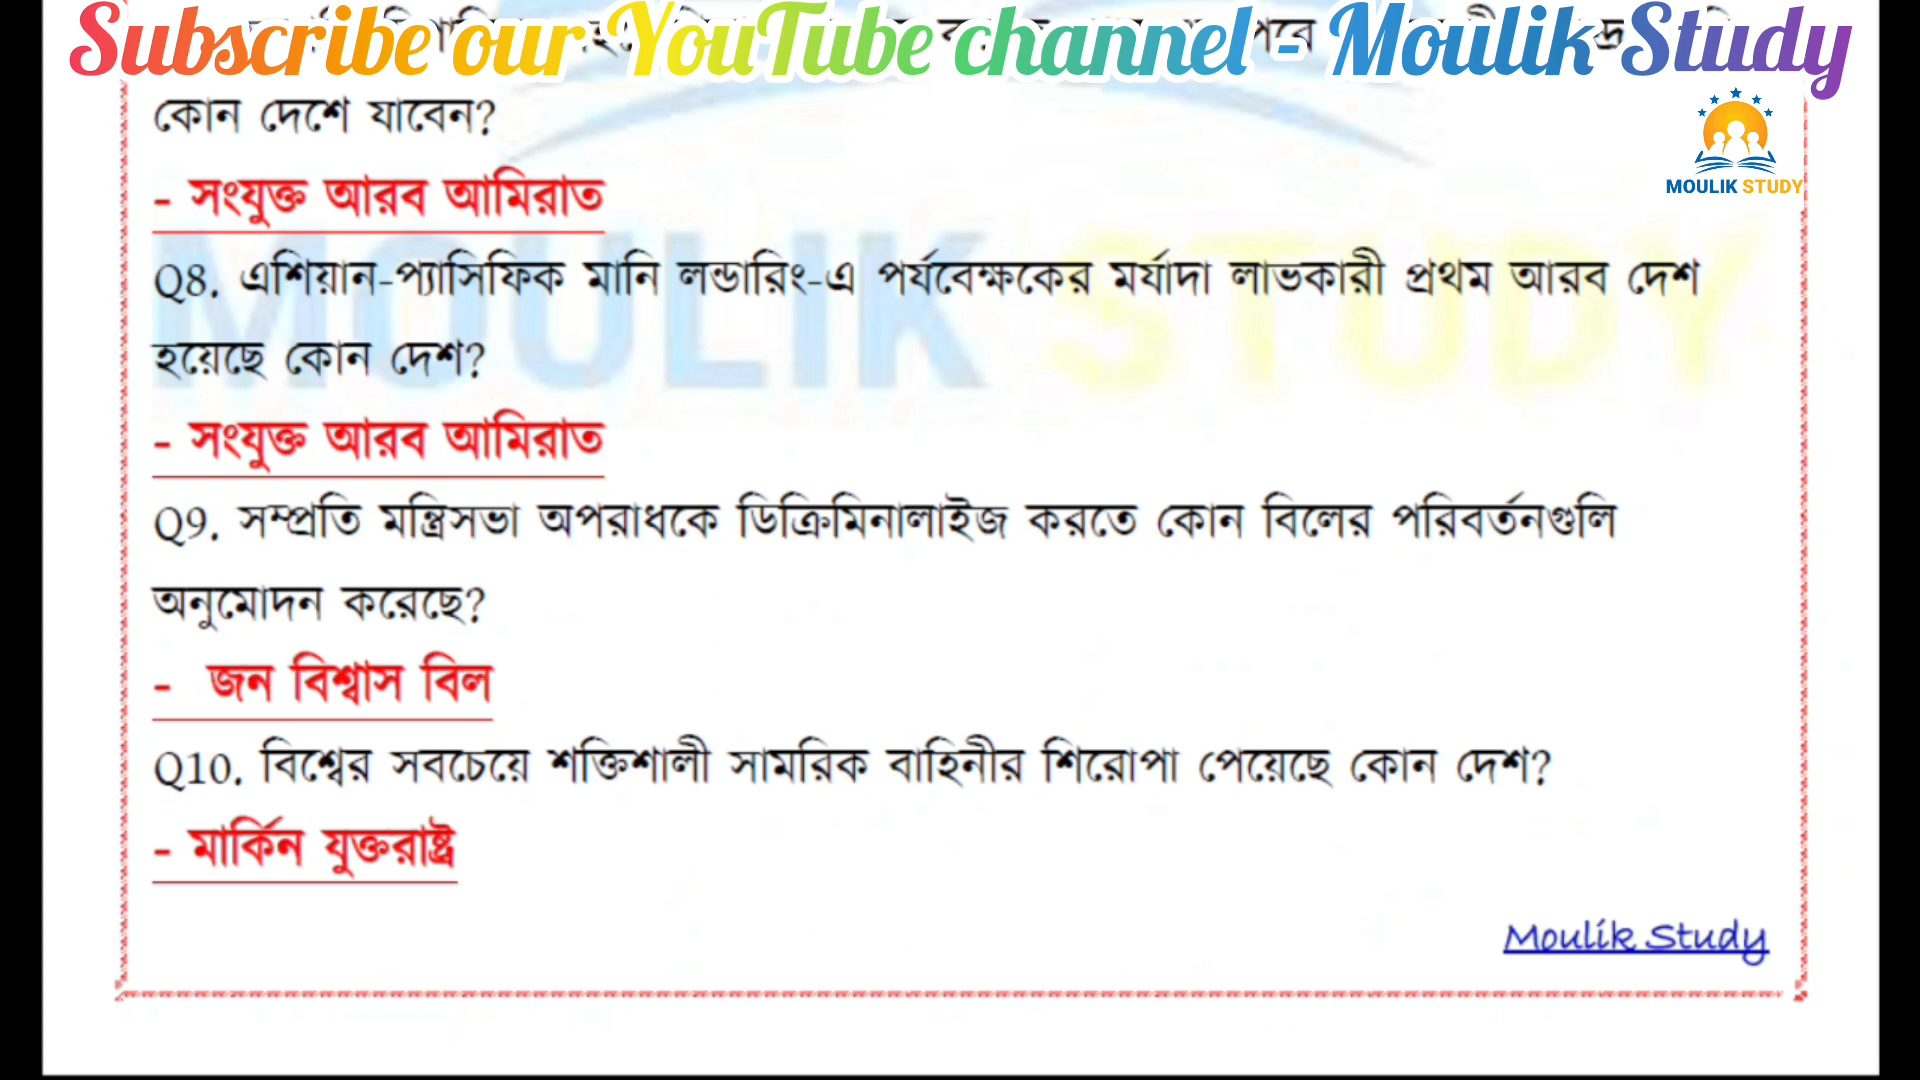 Subscribe our YouTube channel - Moulik Study
কোন দেশে যাবেন?
MOULIK STUDY
- সংযুক্ত আরব আমিরাত
Q8. এশিয়ান-প্যাসিফিক মানি লন্ডারিং-এ পর্যবেক্ষকের মর্যাদা লাভকারী প্রথম আরব দেশ
হয়েছে কোন দেশ?
MOULIK STUDY
- সংযুক্ত আরব আমিরাত
Q9. সম্প্রতি মন্ত্রিসভা অপরাধকে ডিক্রিমিনালাইজ করতে কোন বিলের পরিবর্তনগুলি
অনুমোদন করেছে?
- জন বিশ্বাস বিল
Q10. বিশ্বের সবচেয়ে শক্তিশালী সামরিক বাহিনীর শিরোপা পেয়েছে কোন দেশ?
- মার্কিন যুক্তরাষ্ট্র
Moulik Study